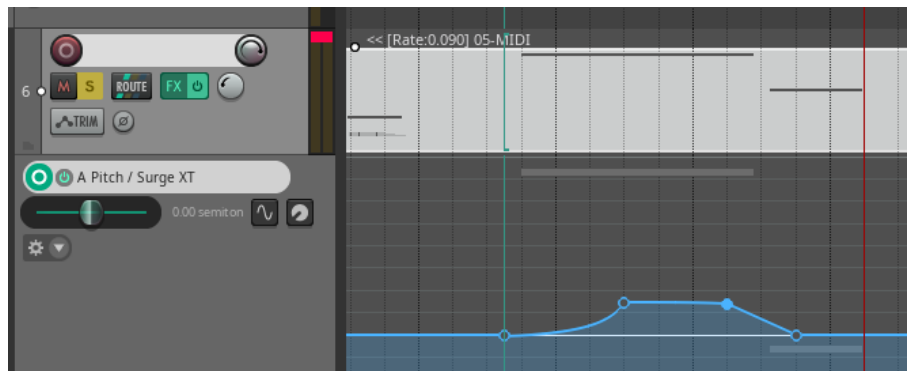 << [Rate:0.090] 05-MIDI
6
M S ROUTE FX
TRIM
A Pitch / Surge XT
0.00 semiton